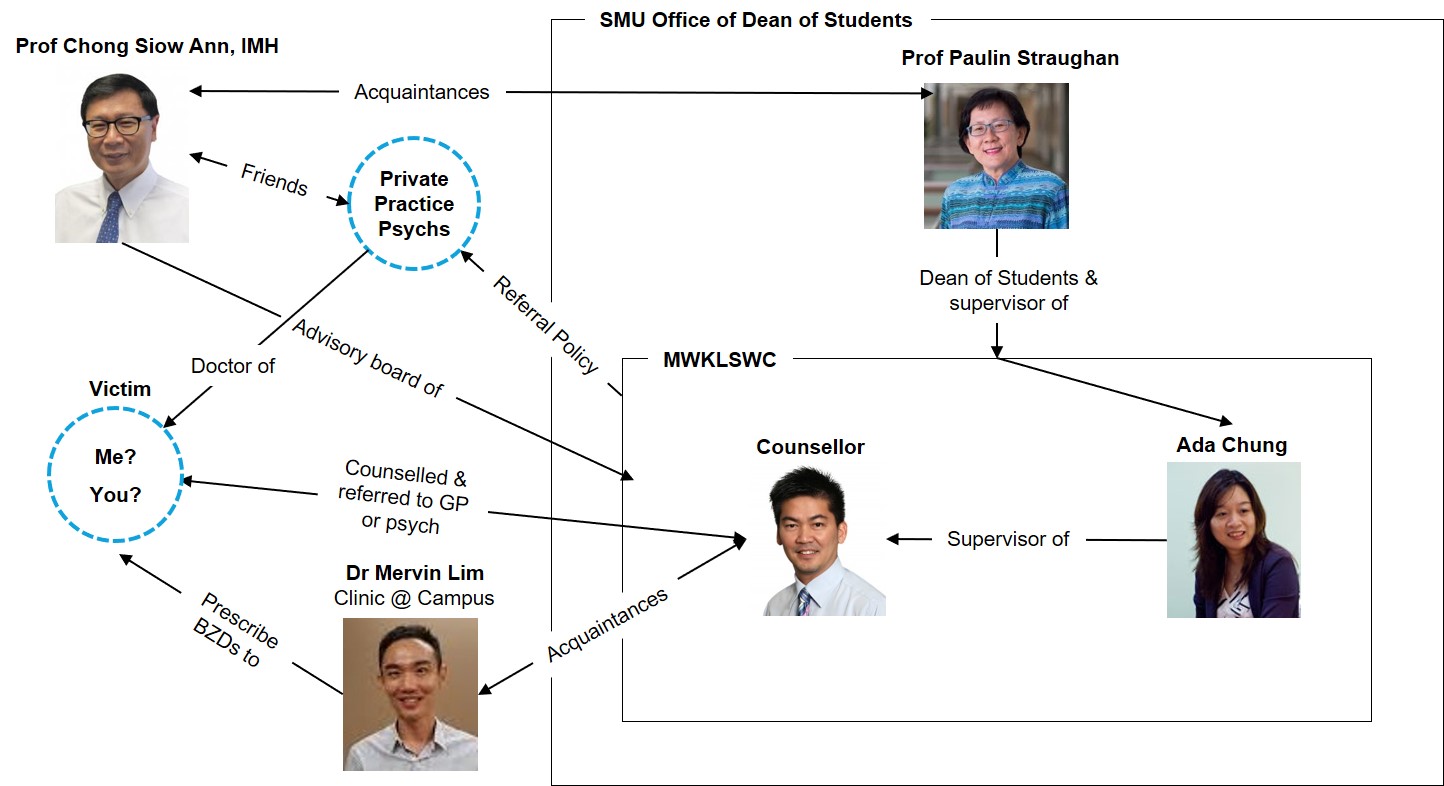 SMU Office of Dean of Students
Prof Chong Siow Ann, IMH
Prof Paulin Straughan
Acquaintances
Friends
Private
Practice
Psychs
Dean of Students &
supervisor of
Referral Policy
Advisory board of
Doctor of
MWKLSWC
Victim
Me?
You?
Counsellor
Ada Chung
Counselled &
referred to GP
or psych
Supervisor of
Dr Mervin Lim
Clinic @ Campus
Prescribe
BZDs to
Acquaintances